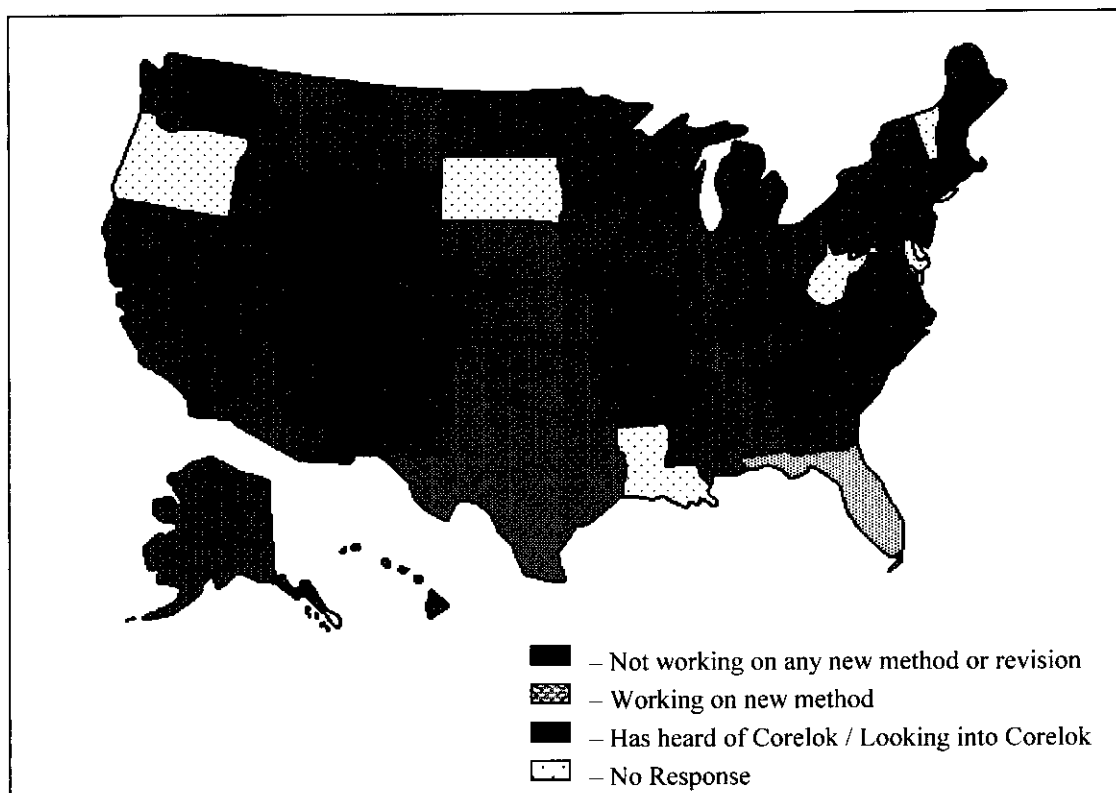 – Not working on any new method or revision
– Working on new method
– Has heard of Corelok / Looking into Corelok
– No Response